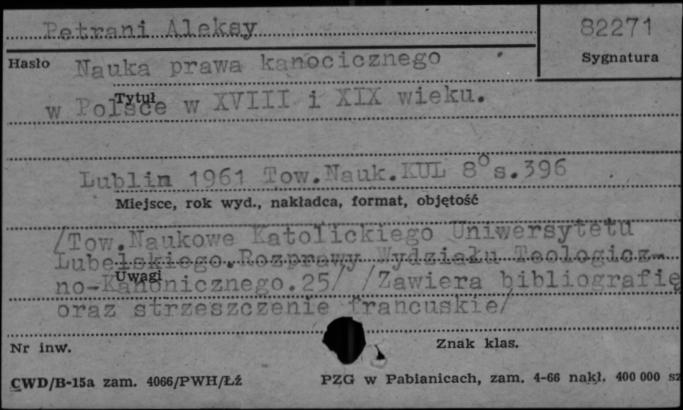 Petrani Aleksy
82271
Hasło
Sygnatura
Nauka prawa kanocicznego
Tytuł
w Polsce w XVIII i XIX wieku.
Lublin 1961 Tow.Nauk.KUL 8° s.396
Miejsce, rok wyd., nakładca, format, objętość
/Tow.Naukowe Katolickiego Uniwersytetu
Lubelskiego.Rozprawy Wydziału Teologicz-
Uwagi
no-Kanonicznego.25/ /Zawiera bibliografię
oraz strzeszczenie francuskie/
Nr inw.
Znak klas.
CWD/B-15a zam. 4066/PWH/Łź
PZG w Pabianicach, zam. 4-66 nakł. 400 000 sz